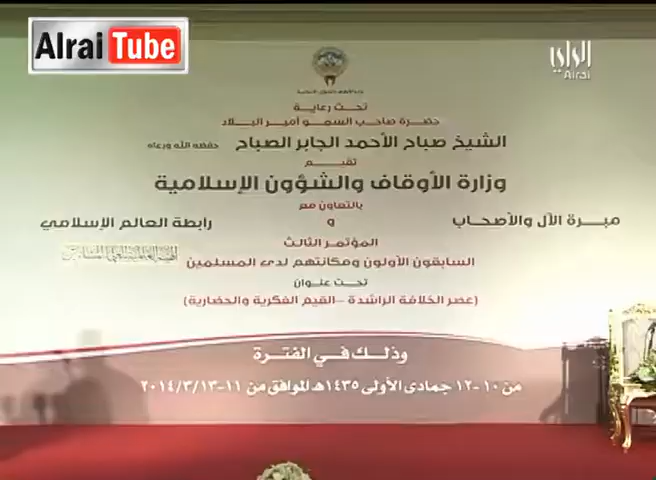 Alrai Tube
الراي
Alrai
تحت رعاية
حضرة صاحب السمو أمير البلاد
الشيخ صباح الأحمد الجابر الصباح حفظه الله ورعاه
تقيم
وزارة الأوقاف والشؤون الإسلامية
بالتعاون مع
مبرة الآل والأصحاب و رابطة العالم الإسلامي
المؤتمر الثالث
السابقون الأولون ومكانتهم لدى المسلمين
تحت عنوان
(عصر الخلافة الراشدة -القيم الفكرية والحضارية)
وذلك في الفترة
من ١٠-١٢ جمادى الأولى ١٤٣٥هـ الموافق من ١١-٢٠١٤/٣/١٣